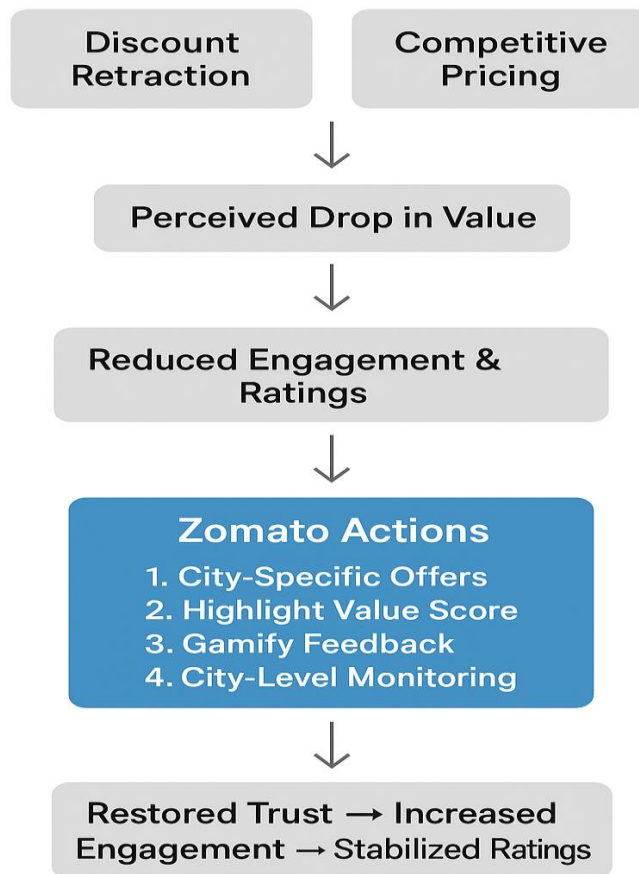 Discount
Retraction
Competitive
Pricing
Perceived Drop in Value
Reduced Engagement &
Ratings
Zomato Actions
1. City-Specific Offers
2. Highlight Value Score
3. Gamify Feedback
4. City-Level Monitoring
Restored Trust → Increased
Engagement → Stabilized Ratings